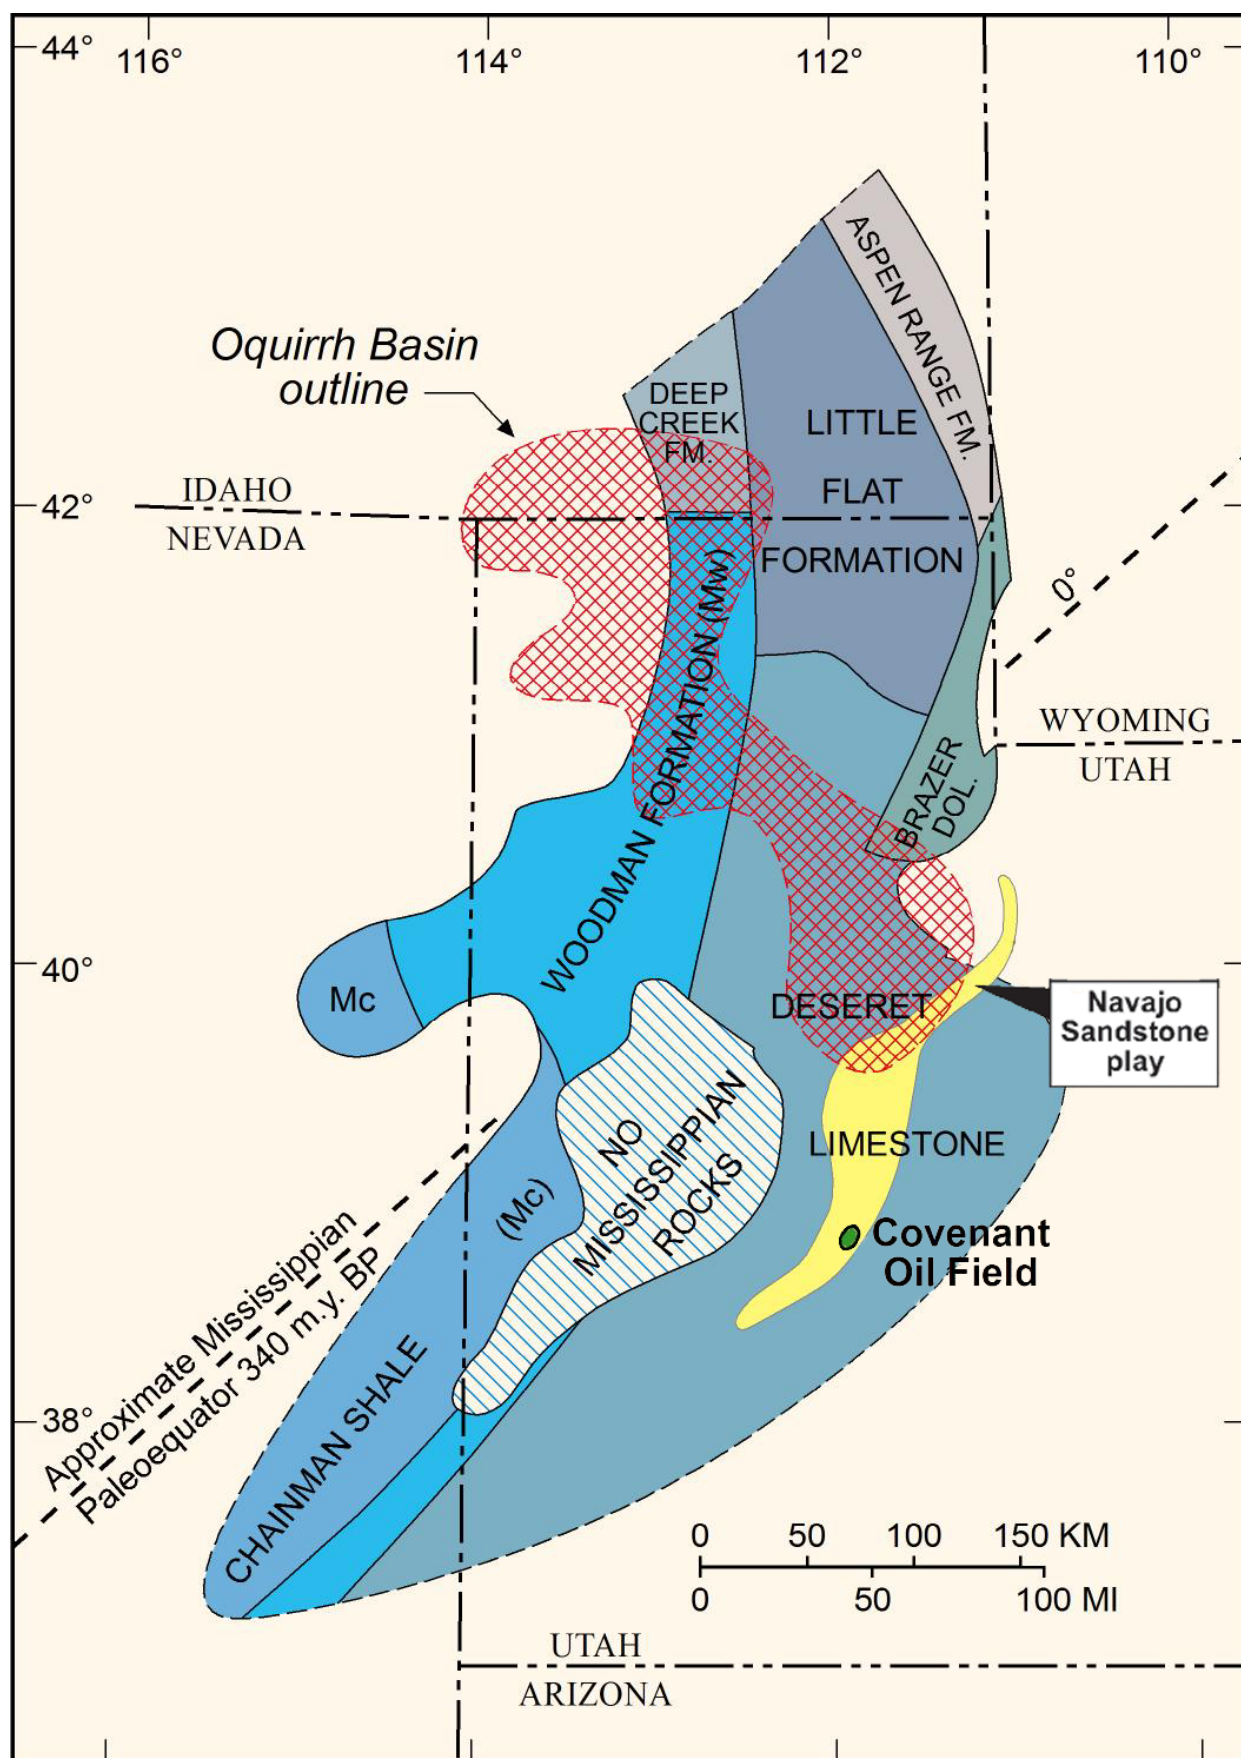 44°
116°
114°
112°
110°
ASPEN RANGE FM.
Oquirrh Basin
outline
DEEP
CREEK
FM.
LITTLE
FLAT
FORMATION
42°
IDAHO
NEVADA
0°
WOODMAN FORMATION (Mw)
WYOMING
UTAH
BRAZER
DOL.
40°
Mc
DESERET
LIMESTONE
Navajo
Sandstone
play
NO
MISSISSIPPIAN
ROCKS
(Mc)
Covenant
Oil Field
Approximate Mississippian
Paleoequator 340 m.y. BP
38°
CHAINMAN SHALE
0 50 100 150 KM
0 50 100 MI
UTAH
ARIZONA